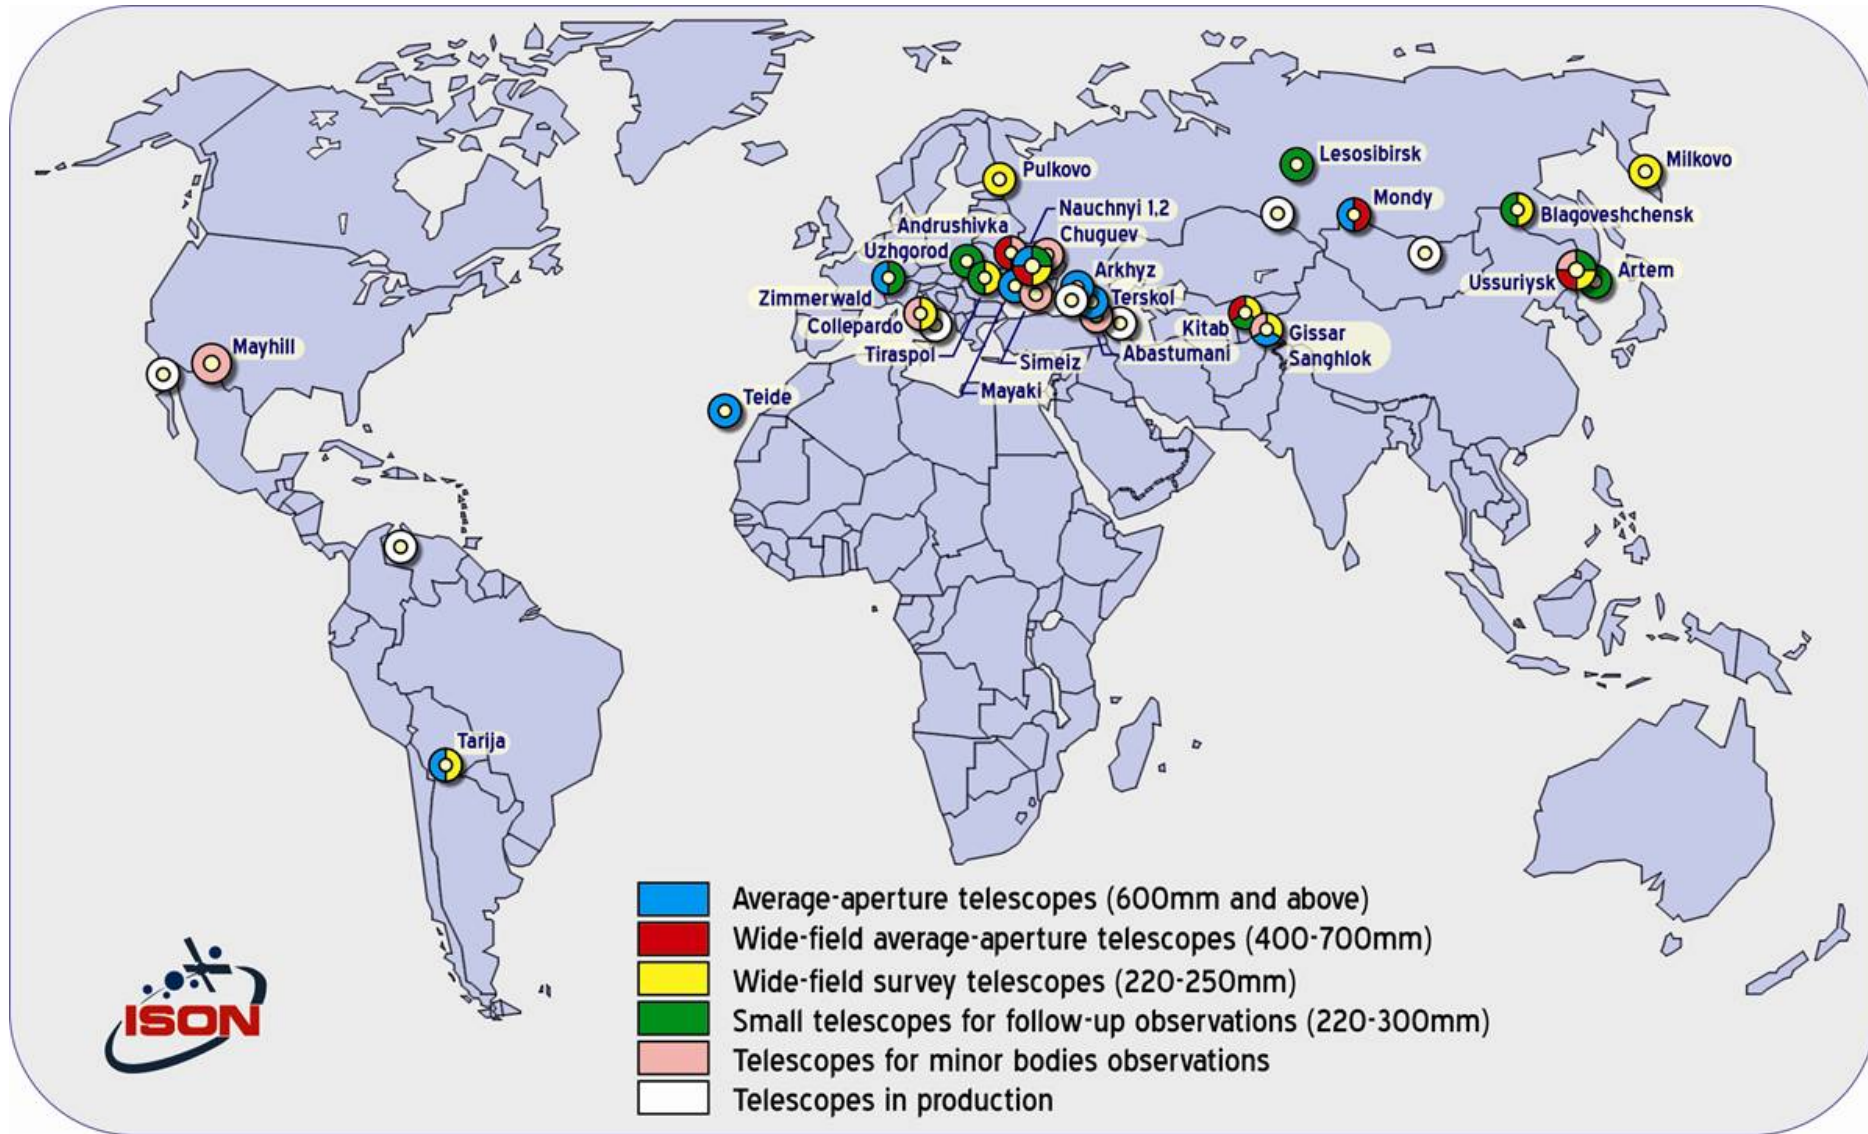 Lesosibirsk
Milkovo
Pulkovo
Mondy
Nauchnyi 1,2
Blagoveshchensk
Andrushivka
Chuguev
Uzhgorod
Arkhyz
Artem
Ussuriysk
Zimmerwald
Terskol
Collepardo
Kitab
Gissar
Sanghlok
Mayhill
Tiraspol
Simeiz
Abastumani
Mayaki
Teide
Tarija
Average-aperture telescopes (600mm and above)
Wide-field average-aperture telescopes (400-700mm)
Wide-field survey telescopes (220-250mm)
Small telescopes for follow-up observations (220-300mm)
Telescopes for minor bodies observations
Telescopes in production
ISON